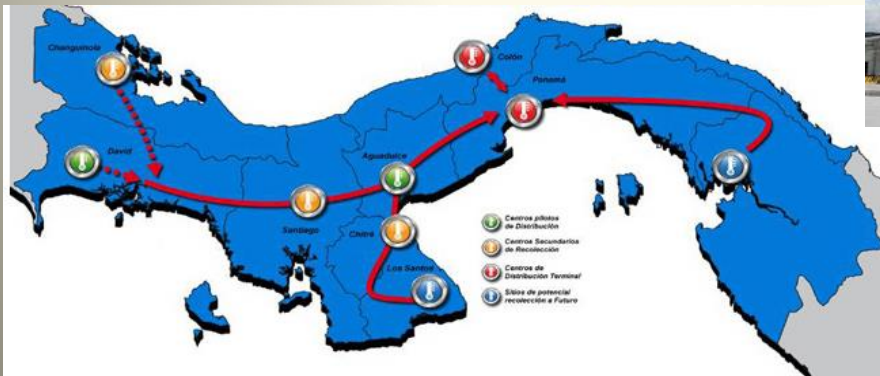 Changuinola
Colón
Panamá
David
Aguadulce
Santiago
Chitré
Los Santos
Centros pilotos
de Distribución
Centros Secundarios
de Recolección
Centros de
Distribución Terminal
Sitios de potencial
recolección a Futuro